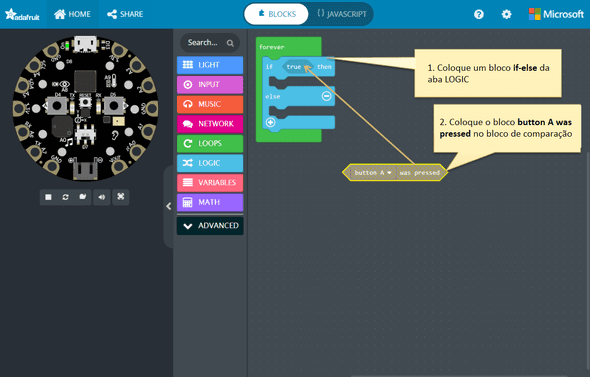 adafruit
HOME
SHARE
BLOCKS
{} JAVASCRIPT
Microsoft
Search...
LIGHT
INPUT
MUSIC
NETWORK
LOOPS
LOGIC
VARIABLES
MATH
ADVANCED
forever
if true then
else
button A was pressed
1. Coloque um bloco if-else da
aba LOGIC
2. Coloque o bloco button A was
pressed no bloco de comparação